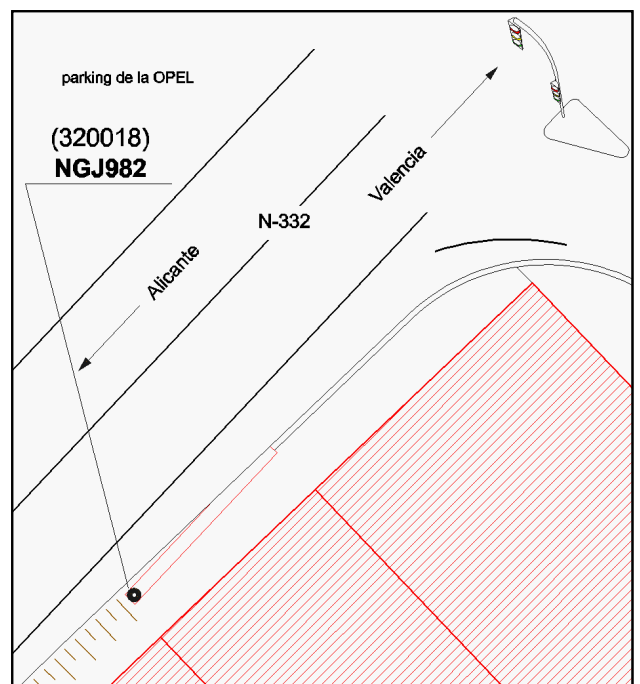 parking de la OPEL
(320018)
NGJ982
Valencia
N-332
Alicante